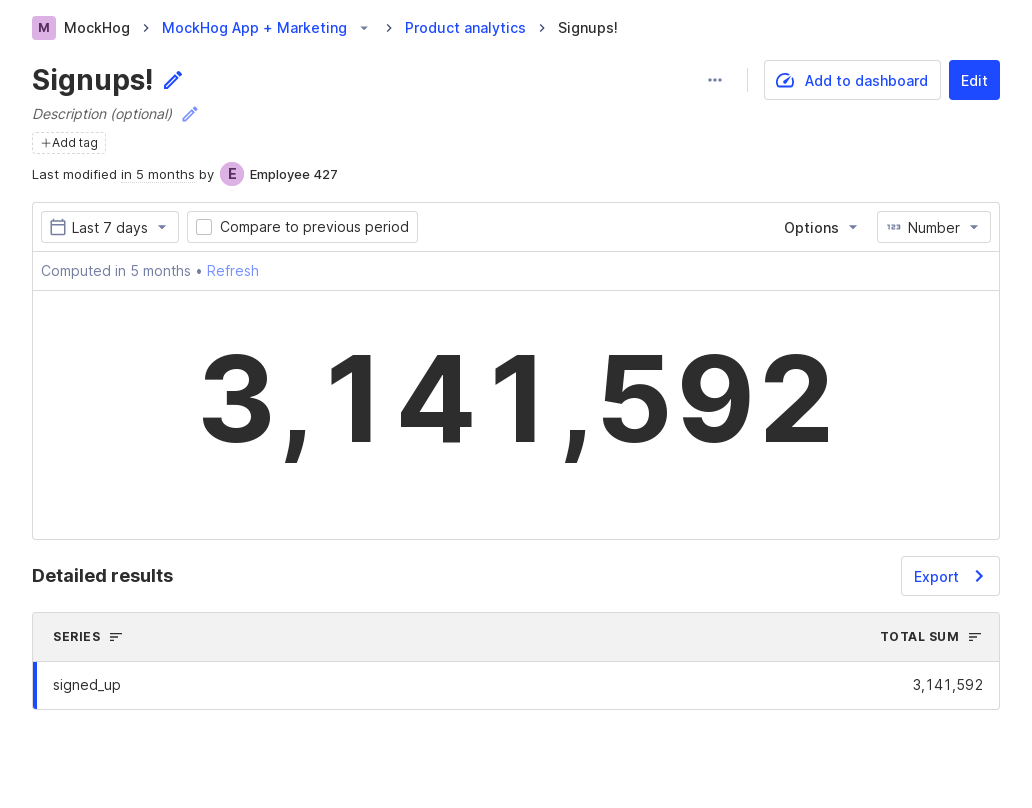 M MockHog MockHog App + Marketing Product analytics Signups!
Signups!
Add to dashboard
Edit
Description (optional)
+Add tag
Last modified in 5 months by E Employee 427
Last 7 days
Compare to previous period
Options
123 Number
Computed in 5 months • Refresh
3,141,592
Detailed results
Export
SERIES
TOTAL SUM
signed_up
3,141,592